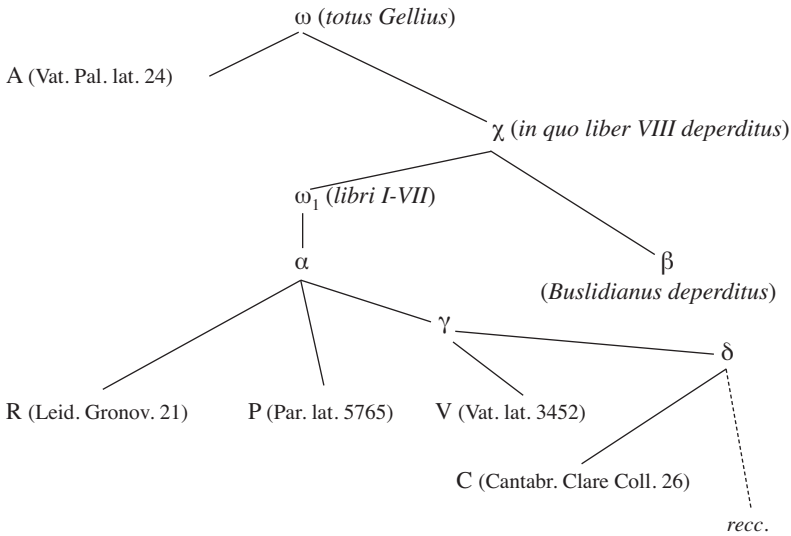 ω (totus Gellius)
A (Vat. Pal. lat. 24)
χ (in quo liber VIII deperditus)
ω₁ (libri I-VII)
α
β
(Buslidianus deperditus)
γ
δ
R (Leid. Gronov. 21)
P (Par. lat. 5765)
V (Vat. lat. 3452)
C (Cantabr. Clare Coll. 26)
recc.